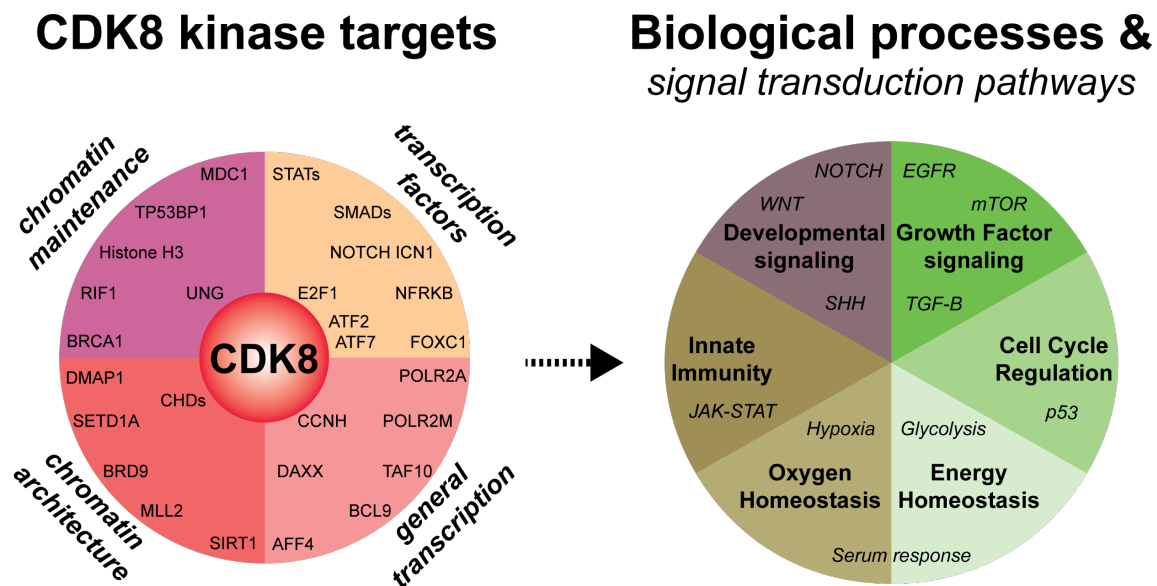 CDK8 kinase targets
chromatin
maintenance
transcription
factors
MDC1
TP53BP1
Histone H3
RIF1
UNG
BRCA1
STATs
SMADs
NOTCH ICN1
E2F1
NFRKB
ATF2
ATF7
FOXC1
CDK8
DMAP1
CHDs
SETD1A
BRD9
MLL2
SIRT1
POLR2A
CCNH
POLR2M
DAXX
TAF10
BCL9
AFF4
chromatin
architecture
general
transcription
Biological processes &
signal transduction pathways
NOTCH
WNT
Developmental
signaling
SHH
EGFR
mTOR
Growth Factor
signaling
TGF-B
Innate
Immunity
JAK-STAT
Cell Cycle
Regulation
p53
Hypoxia
Oxygen
Homeostasis
Glycolysis
Energy
Homeostasis
Serum response